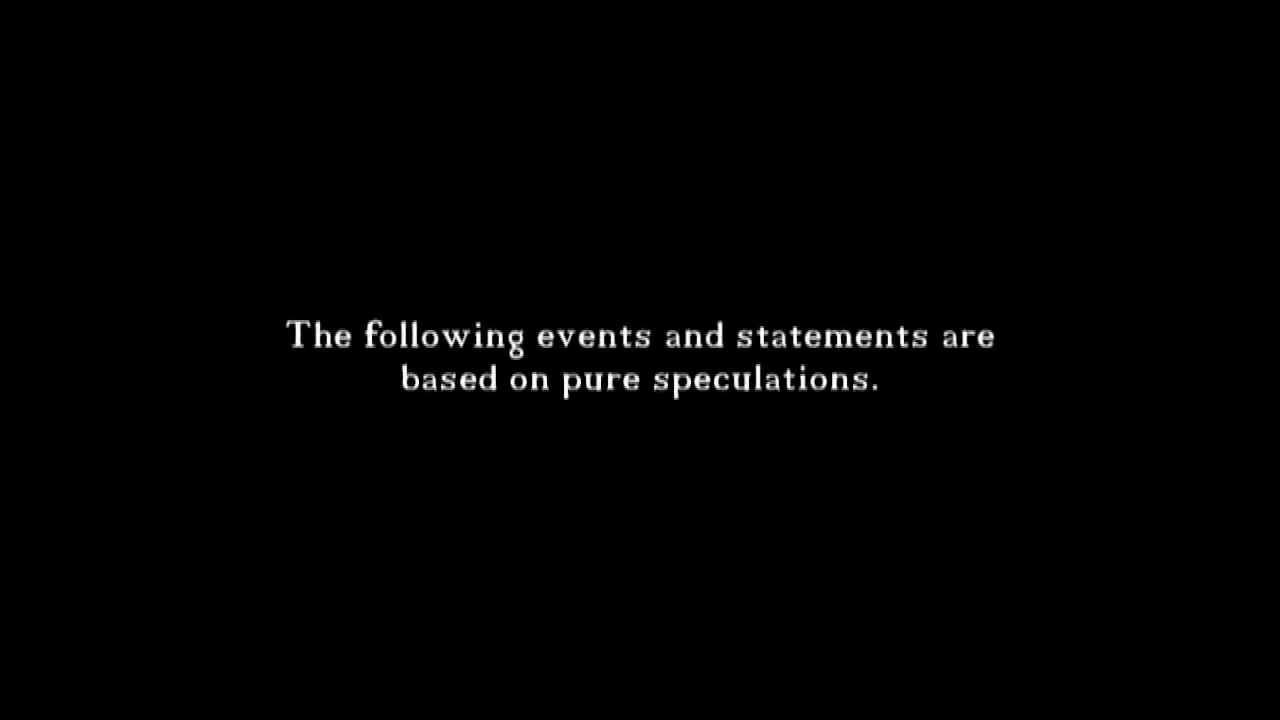 The following events and statements are
based on pure speculations.